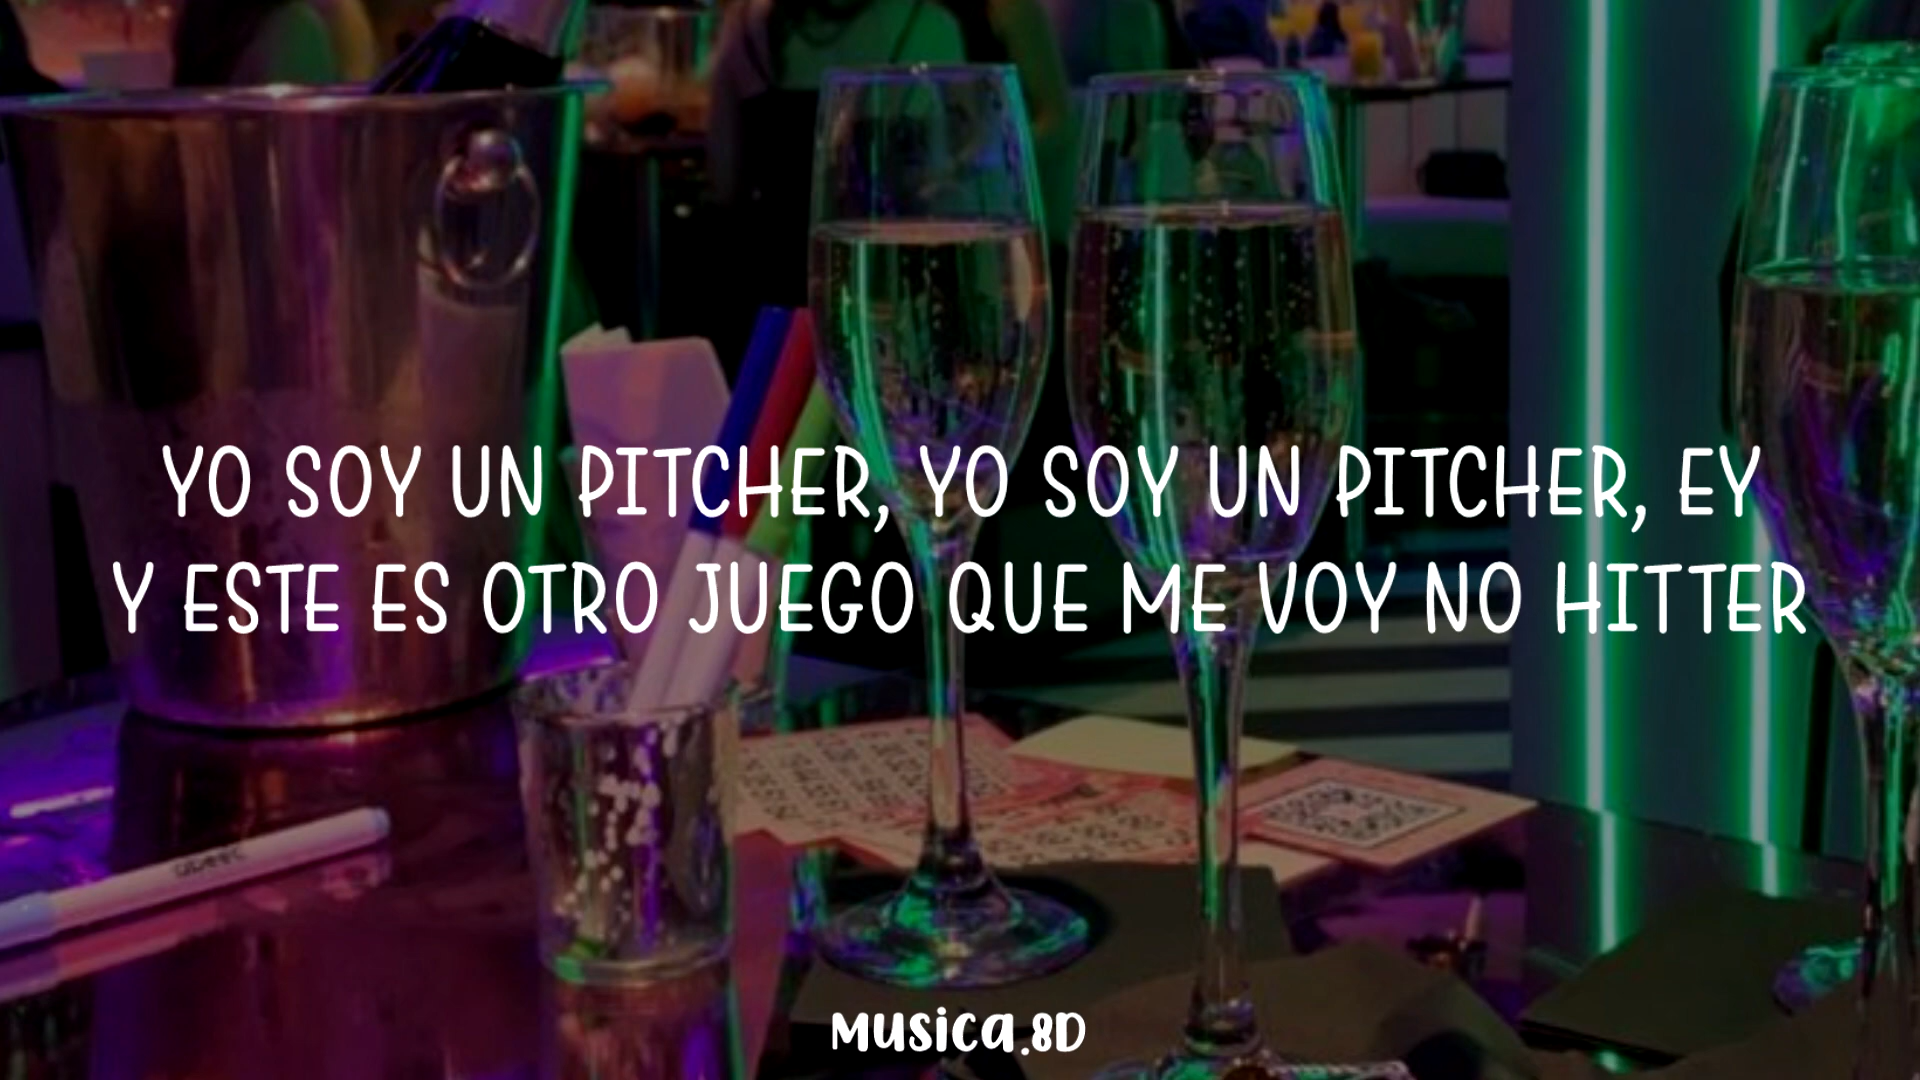 YO SOY UN PITCHER, YO SOY UN PITCHER, EY
Y ESTE ES OTRO JUEGO QUE ME VOY NO HITTER
MUSICA.8D